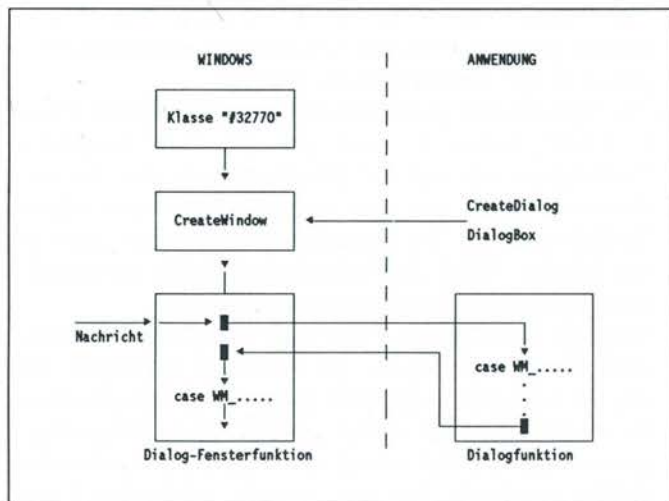 WINDOWS
ANWENDUNG
Klasse "#32770"
CreateWindow
CreateDialog
DialogBox
Nachricht
case WM_.....
case WM_.....
Dialog-Fensterfunktion
Dialogfunktion